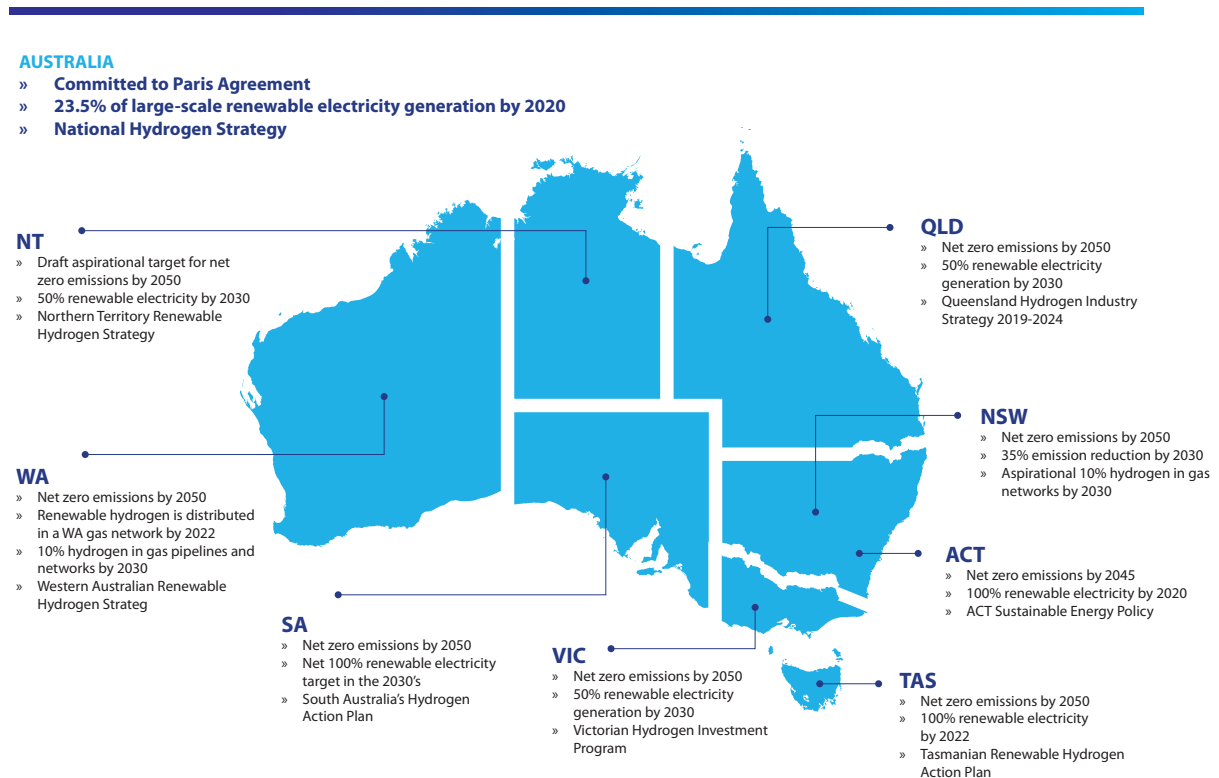 AUSTRALIA
» Committed to Paris Agreement
» 23.5% of large-scale renewable electricity generation by 2020
» National Hydrogen Strategy
NT
» Draft aspirational target for net
zero emissions by 2050
» 50% renewable electricity by 2030
» Northern Territory Renewable
Hydrogen Strategy
QLD
» Net zero emissions by 2050
» 50% renewable electricity
generation by 2030
» Queensland Hydrogen Industry
Strategy 2019-2024
NSW
» Net zero emissions by 2050
» 35% emission reduction by 2030
» Aspirational 10% hydrogen in gas
networks by 2030
WA
» Net zero emissions by 2050
» Renewable hydrogen is distributed
in a WA gas network by 2022
» 10% hydrogen in gas pipelines and
networks by 2030
» Western Australian Renewable
Hydrogen Strateg
ACT
» Net zero emissions by 2045
» 100% renewable electricity by 2020
» ACT Sustainable Energy Policy
SA
» Net zero emissions by 2050
» Net 100% renewable electricity
target in the 2030's
» South Australia's Hydrogen
Action Plan
VIC
» Net zero emissions by 2050
» 50% renewable electricity
generation by 2030
» Victorian Hydrogen Investment
Program
TAS
» Net zero emissions by 2050
» 100% renewable electricity
by 2022
» Tasmanian Renewable Hydrogen
Action Plan